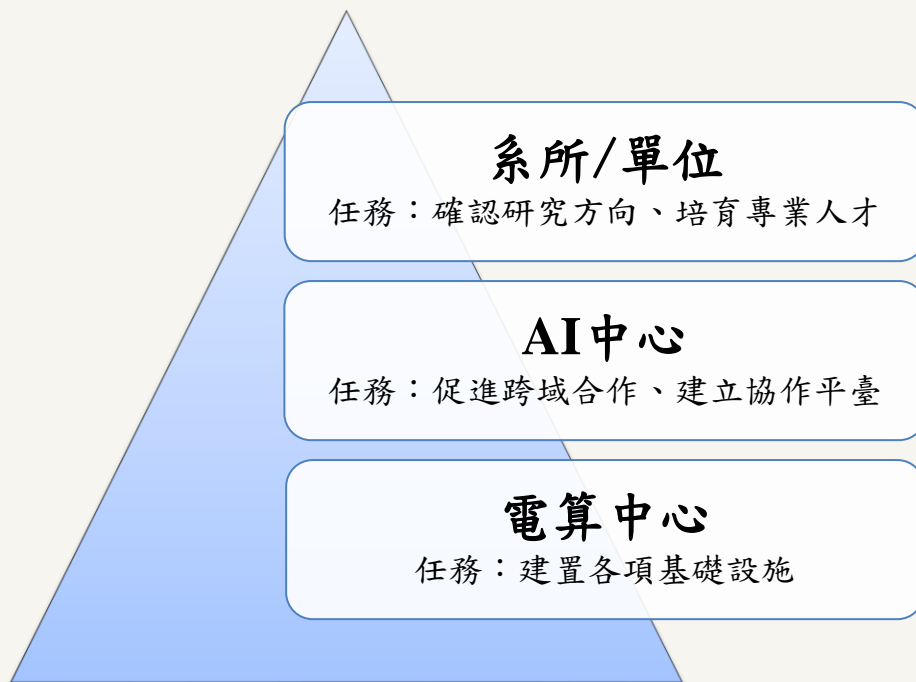 系所/單位
任務：確認研究方向、培育專業人才
AI中心
任務：促進跨域合作、建立協作平臺
電算中心
任務：建置各項基礎設施